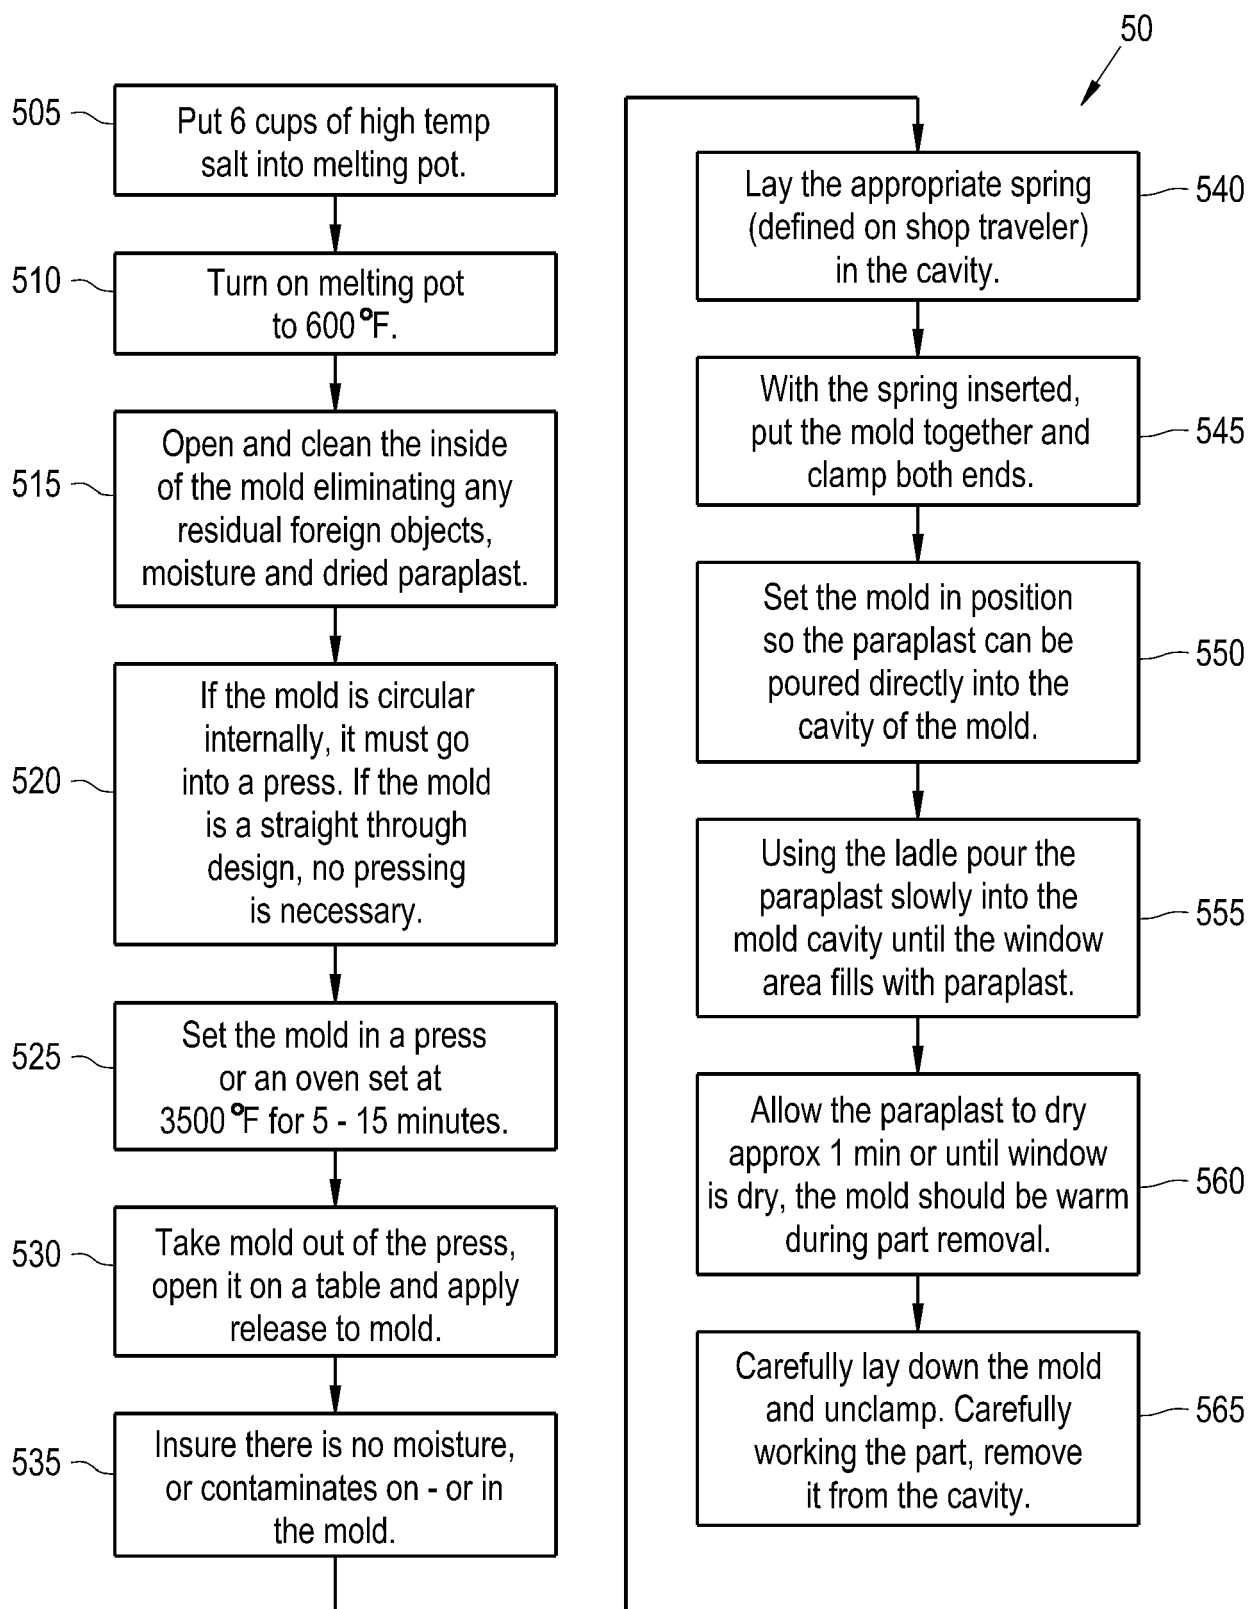 50
505
Put 6 cups of high temp
salt into melting pot.
510
Turn on melting pot
to 600°F.
515
Open and clean the inside
of the mold eliminating any
residual foreign objects,
moisture and dried paraplast.
520
If the mold is circular
internally, it must go
into a press. If the mold
is a straight through
design, no pressing
is necessary.
525
Set the mold in a press
or an oven set at
3500°F for 5 - 15 minutes.
530
Take mold out of the press,
open it on a table and apply
release to mold.
535
Insure there is no moisture,
or contaminates on - or in
the mold.
540
Lay the appropriate spring
(defined on shop traveler)
in the cavity.
545
With the spring inserted,
put the mold together and
clamp both ends.
550
Set the mold in position
so the paraplast can be
poured directly into the
cavity of the mold.
555
Using the ladle pour the
paraplast slowly into the
mold cavity until the window
area fills with paraplast.
560
Allow the paraplast to dry
approx 1 min or until window
is dry, the mold should be warm
during part removal.
565
Carefully lay down the mold
and unclamp. Carefully
working the part, remove
it from the cavity.